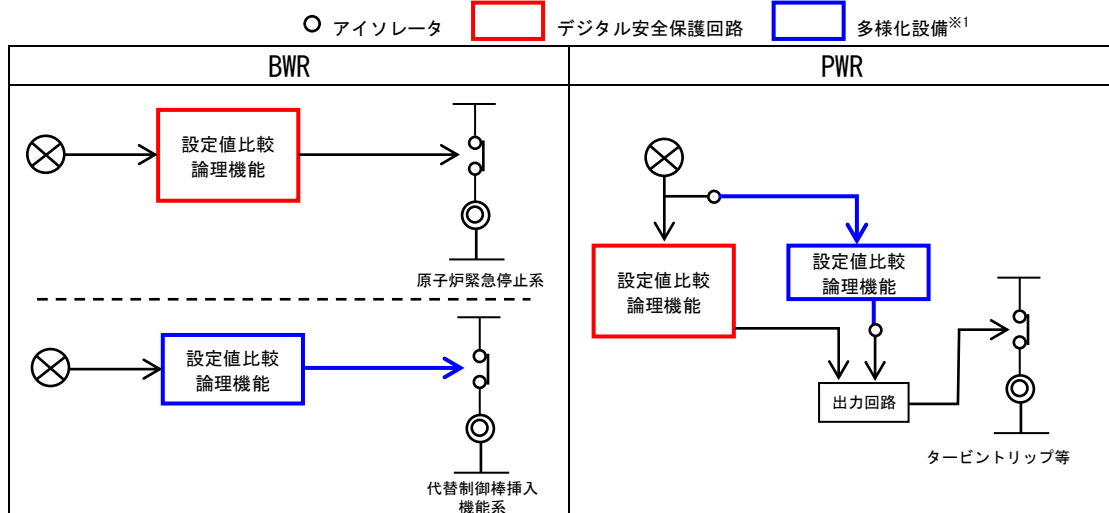 アイソレータ デジタル安全保護回路 多様化設備※1
BWR
PWR
設定値比較
論理機能
原子炉緊急停止系
設定値比較
論理機能
代替制御棒挿入
機能系
設定値比較
論理機能
設定値比較
論理機能
出力回路
タービントリップ等